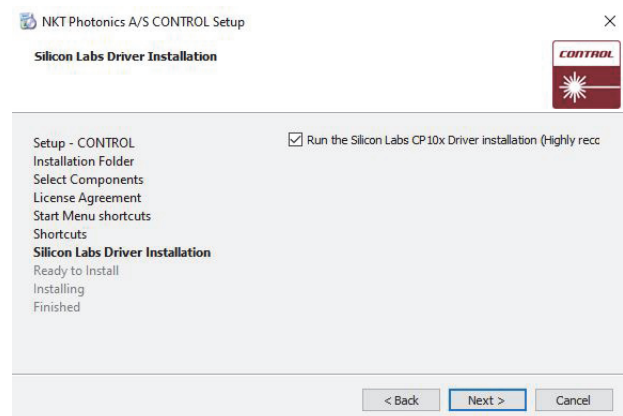 NKT Photonics A/S CONTROL Setup
Silicon Labs Driver Installation
CONTROL
Setup - CONTROL
Installation Folder
Select Components
License Agreement
Start Menu shortcuts
Shortcuts
Silicon Labs Driver Installation
Ready to Install
Installing
Finished
Run the Silicon Labs CP10x Driver installation (Highly recc
< Back
Next >
Cancel